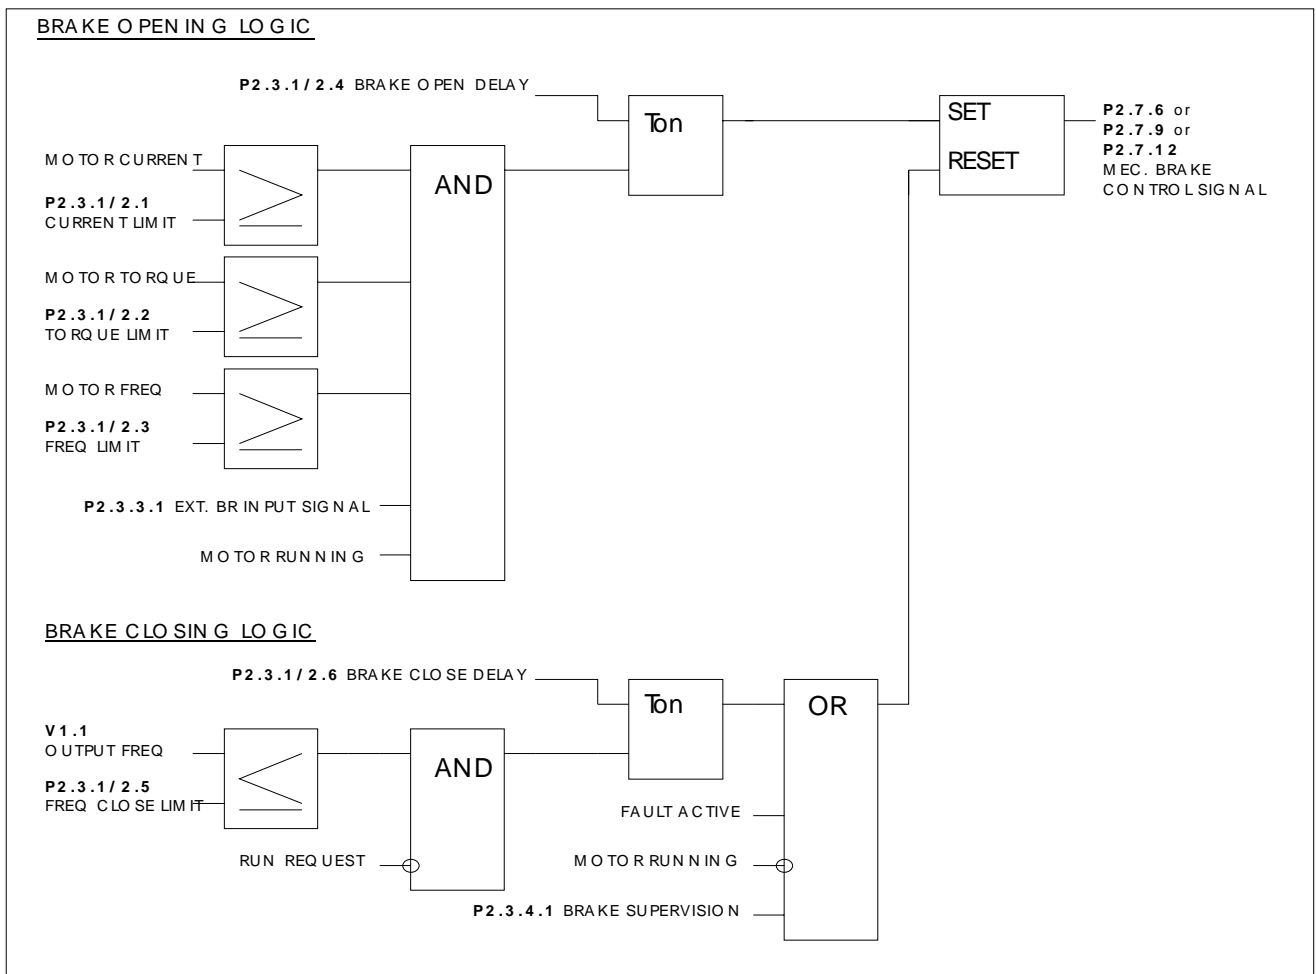 BRAKE OPENING LOGIC
P2.3.1/2.4 BRAKE OPEN DELAY
Ton
SET
RESET
P2.7.6 or
P2.7.9 or
P2.7.12
MEC. BRAKE
CONTROL SIGNAL
MOTOR CURRENT
P2.3.1/2.1
CURRENT LIMIT
AND
MOTOR TORQUE
P2.3.1/2.2
TORQUE LIMIT
MOTOR FREQ
P2.3.1/2.3
FREQ LIMIT
P2.3.3.1 EXT. BR INPUT SIGNAL
MOTOR RUNNING
BRAKE CLOSING LOGIC
P2.3.1/2.6 BRAKE CLOSE DELAY
Ton
OR
V1.1
OUTPUT FREQ
P2.3.1/2.5
FREQ CLOSE LIMIT
AND
RUN REQUEST
FAULT ACTIVE
MOTOR RUNNING
P2.3.4.1 BRAKE SUPERVISION